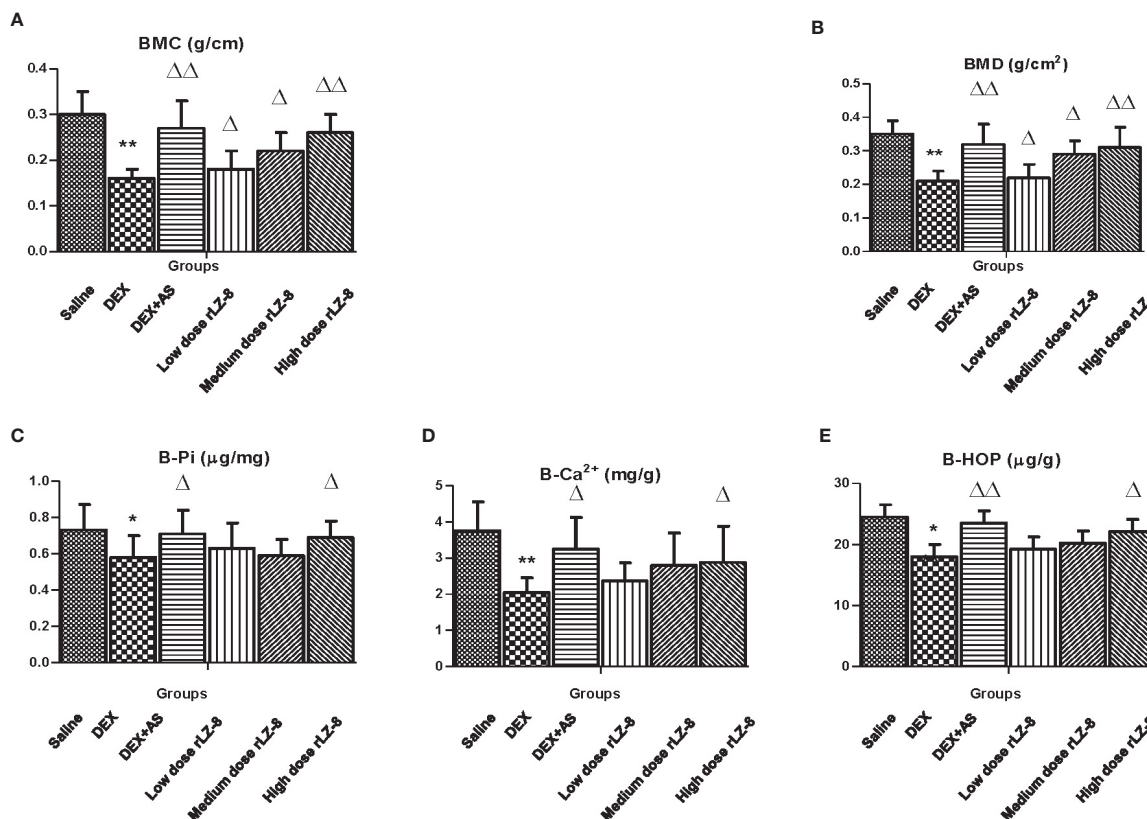 A
BMC (g/cm)
0.4
0.3
0.2
0.1
0.0
**
ΔΔ
Δ
Δ
ΔΔ
Groups
Saline
DEX
DEX+AS
Low dose rLZ-8
Medium dose rLZ-8
High dose rLZ-8
B
BMD (g/cm²)
0.5
0.4
0.3
0.2
0.1
0.0
**
ΔΔ
Δ
Δ
ΔΔ
Groups
Saline
DEX
DEX+AS
Low dose rLZ-8
Medium dose rLZ-8
High dose rLZ
C
B-Pi (μg/mg)
1.0
0.8
0.6
0.4
0.2
0.0
*
Δ
Δ
Groups
Saline
DEX
DEX+AS
Low dose rLZ-8
Medium dose rLZ-8
High dose rLZ-8
D
B-Ca²⁺ (mg/g)
5
4
3
2
1
0
**
Δ
Δ
Groups
Saline
DEX
DEX+AS
Low dose rLZ-8
Medium dose rLZ-8
High dose rLZ-8
E
B-HOP (μg/g)
30
20
10
0
*
ΔΔ
Δ
Groups
Saline
DEX
DEX+AS
Low dose rLZ-8
Medium dose rLZ-8
High dose rLZ-8